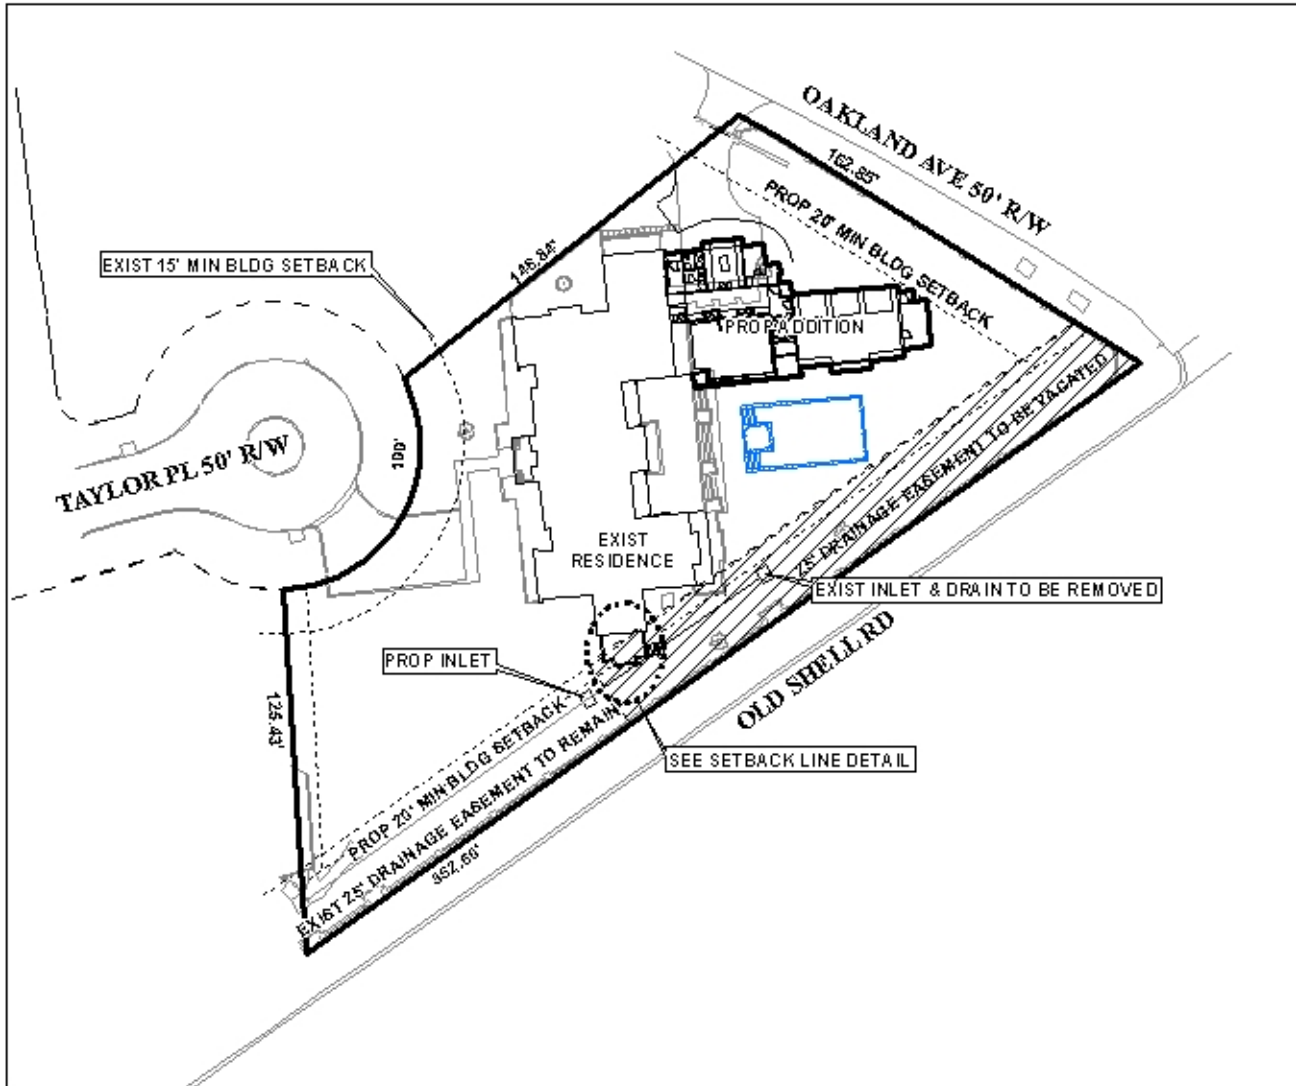 OAKLAND AVE 50' R/W
162.85'
PROP 20' MIN BLDG SETBACK
EXIST 15' MIN BLDG SETBACK
146.84'
PROP ADDITION
TAYLOR PL 50' R/W
100'
25' DRAINAGE EASEMENT TO BE VACATED
EXIST
RESIDENCE
EXIST INLET & DRAIN TO BE REMOVED
PROP INLET
OLD SHELL RD
125.43'
SEE SETBACK LINE DETAIL
PROP 20' MIN BLDG SETBACK
EXIST 25' DRAINAGE EASEMENT TO REMAIN